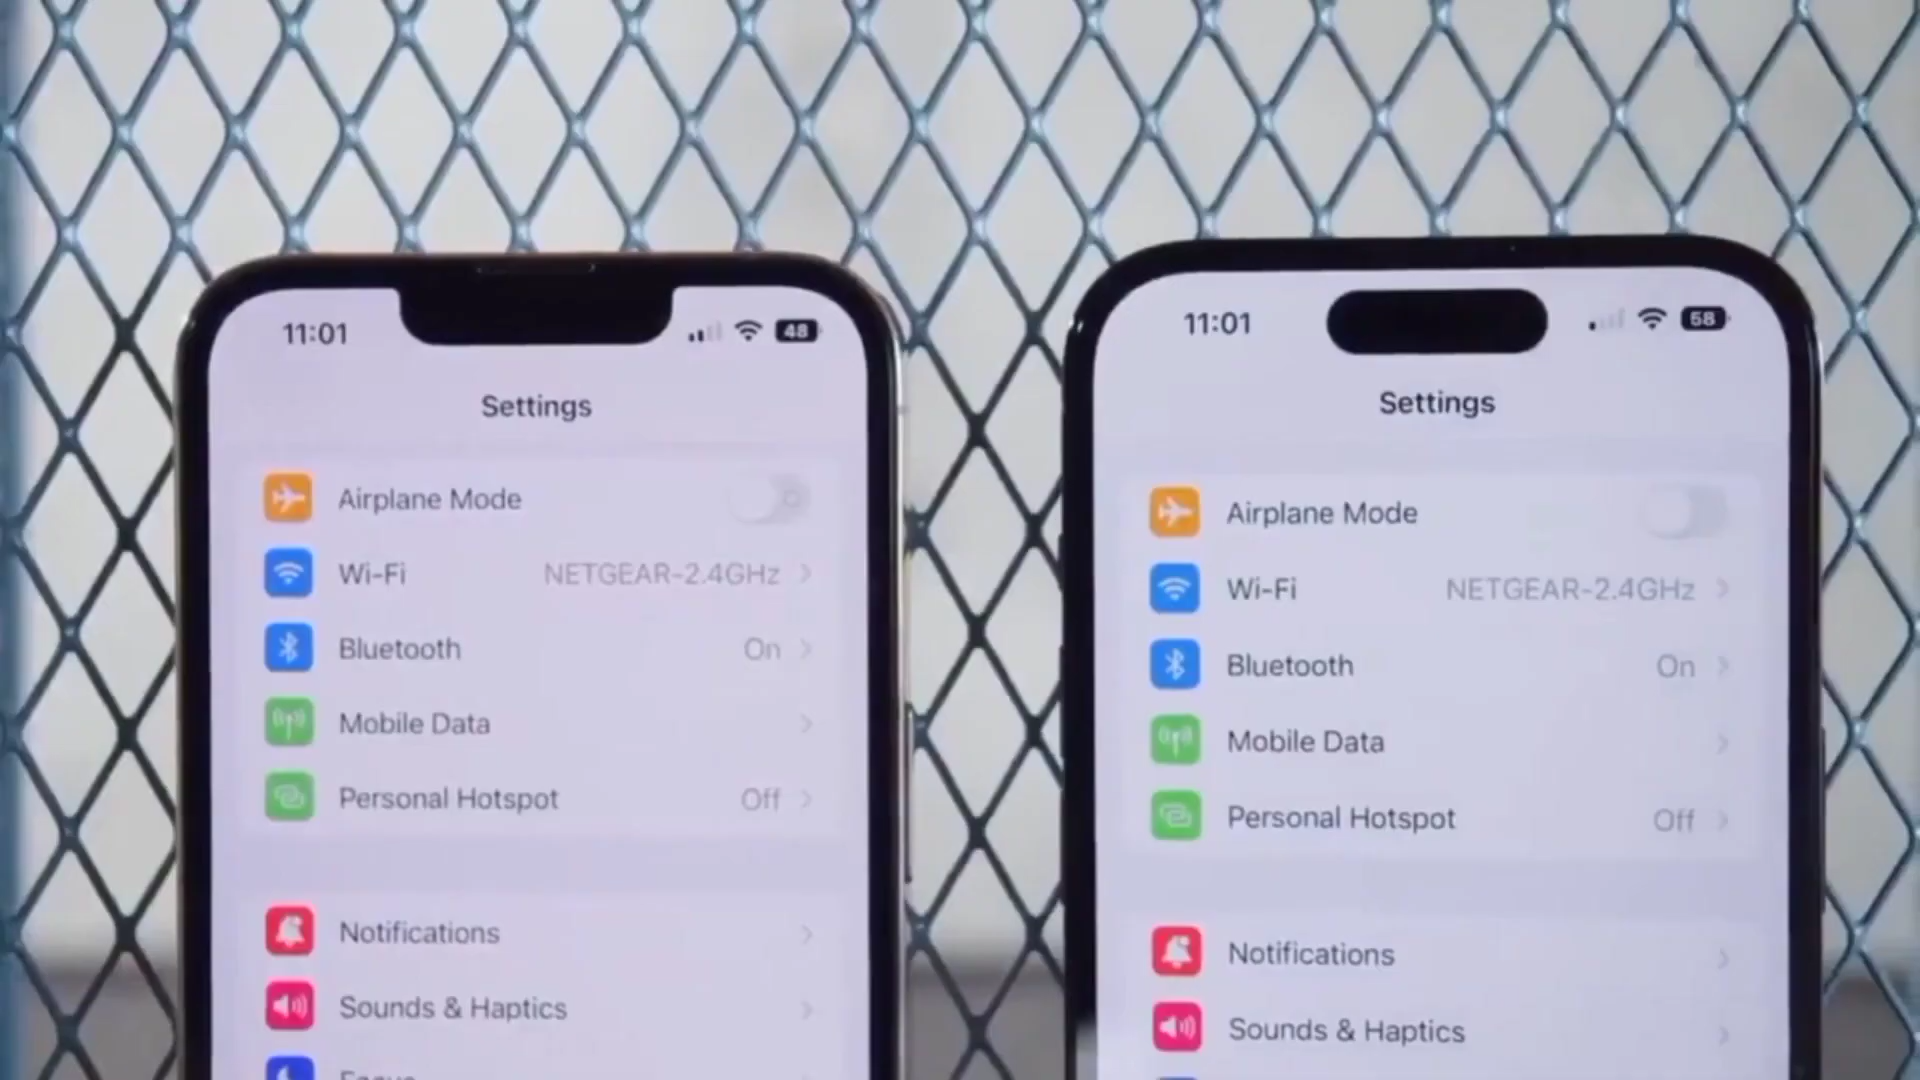 11:01
48
Settings
Airplane Mode
Wi-Fi NETGEAR-2.4GHz
Bluetooth On
Mobile Data
Personal Hotspot Off
Notifications
Sounds & Haptics
Focus
11:01
58
Settings
Airplane Mode
Wi-Fi NETGEAR-2.4GHz
Bluetooth On
Mobile Data
Personal Hotspot Off
Notifications
Sounds & Haptics